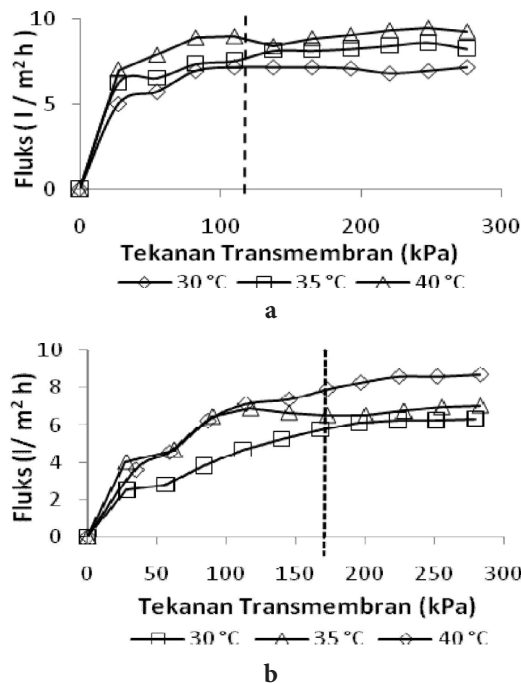 10
5
0
Fluks ( l / m² h)
0 100 200 300
Tekanan Transmembran (kPa)
30 °C 35 °C 40 °C
a
10
8
6
4
2
0
Fluks (l/ m² h)
0 50 100 150 200 250 300
Tekanan Transmembran (kPa)
30 °C 35 °C 40 °C
b